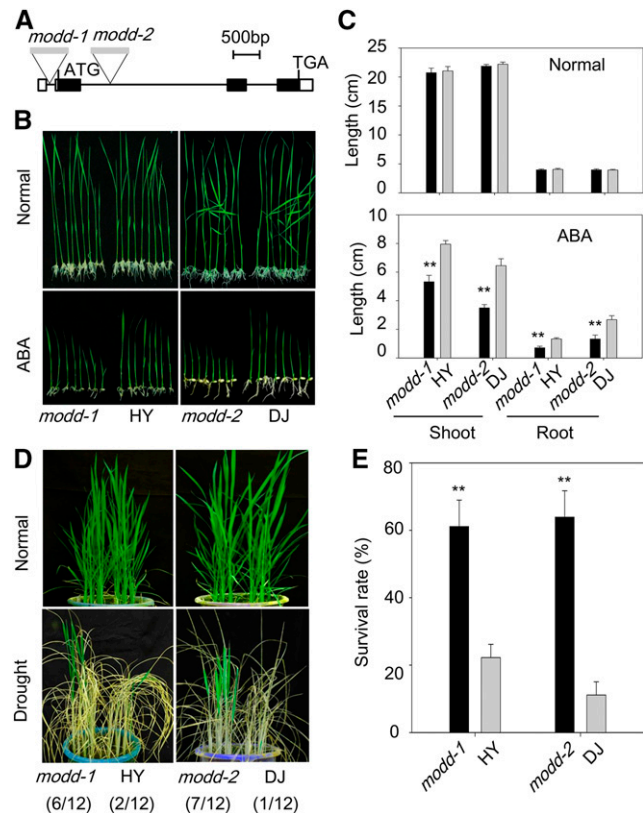 A
modd-1 modd-2
500bp
ATG
TGA
B
Normal
ABA
modd-1 HY modd-2 DJ
C
Length (cm)
25
20
15
10
5
0
Normal
Length (cm)
8
6
4
2
0
ABA
** ** ** **
modd-1 HY modd-2 DJ modd-1 HY modd-2 DJ
Shoot Root
D
Normal
Drought
modd-1 HY modd-2 DJ
(6/12) (2/12) (7/12) (1/12)
E
Survival rate (%)
80
60
40
20
0
** **
modd-1 HY modd-2 DJ